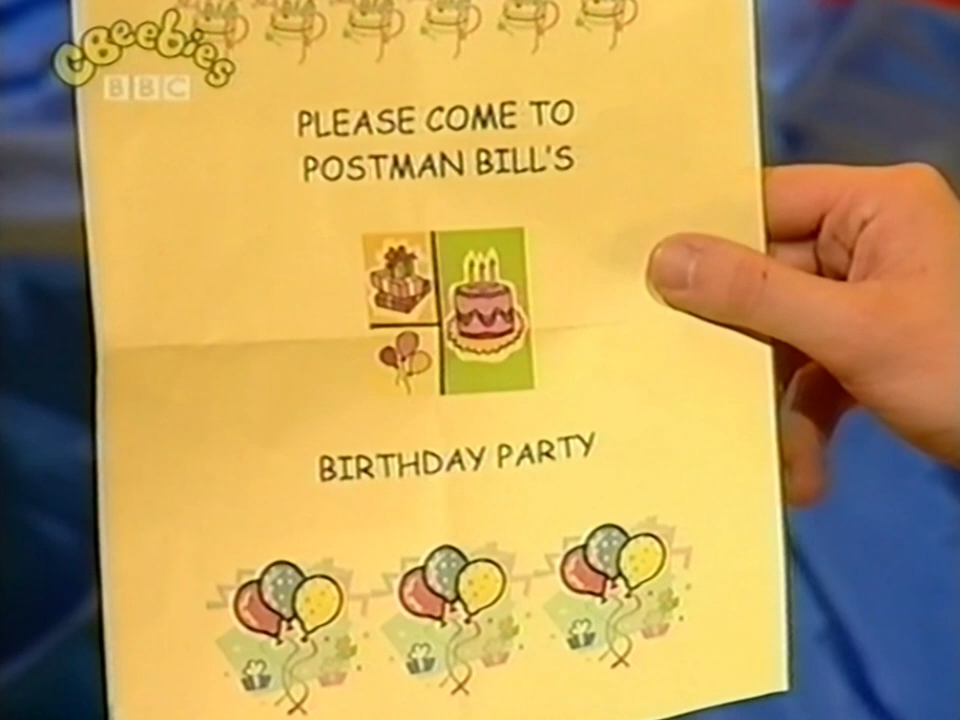 CBeebies
BBC
PLEASE COME TO
POSTMAN BILL'S
BIRTHDAY PARTY